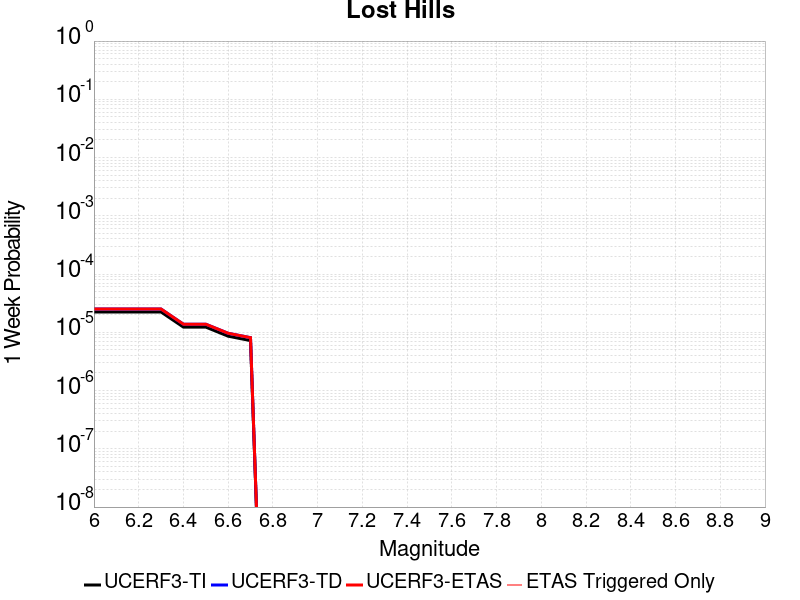 Lost Hills
10^0
10^-1
10^-2
10^-3
10^-4
10^-5
10^-6
10^-7
10^-8
1 Week Probability
6 6.2 6.4 6.6 6.8 7 7.2 7.4 7.6 7.8 8 8.2 8.4 8.6 8.8 9
Magnitude
UCERF3-TI UCERF3-TD UCERF3-ETAS ETAS Triggered Only